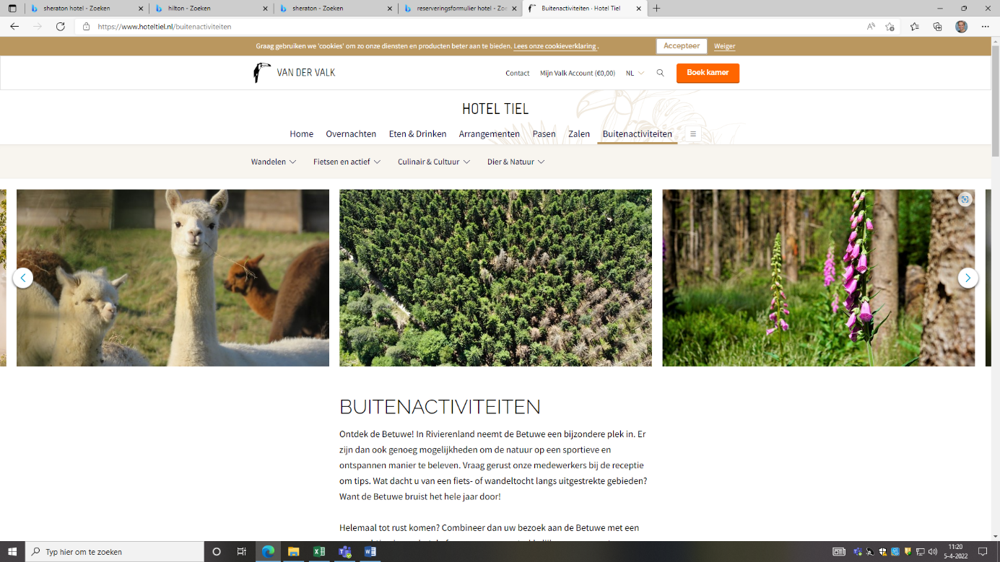 sheraton hotel - Zoeken
hilton - Zoeken
sheraton - Zoeken
reserveringsformulier hotel - Zoe
Buitenactiviteiten - Hotel Tiel
https://www.hoteltiel.nl/buitenactiviteiten
Graag gebruiken we 'cookies' om zo onze diensten en producten beter aan te bieden. Lees onze cookieverklaring .
Accepteer
Weiger
VAN DER VALK
Contact
Mijn Valk Account (€0,00)
NL
Boek kamer
HOTEL TIEL
Home
Overnachten
Eten & Drinken
Arrangementen
Pasen
Zalen
Buitenactiviteiten
Wandelen
Fietsen en actief
Culinair & Cultuur
Dier & Natuur
BUITENACTIVITEITEN
Ontdek de Betuwe! In Rivierenland neemt de Betuwe een bijzondere plek in. Er
zijn dan ook genoeg mogelijkheden om de natuur op een sportieve en
ontspannen manier te beleven. Vraag gerust onze medewerkers bij de receptie
om tips. Wat dacht u van een fiets- of wandeltocht langs uitgestrekte gebieden?
Want de Betuwe bruist het hele jaar door!
Helemaal tot rust komen? Combineer dan uw bezoek aan de Betuwe met een
Typ hier om te zoeken
11:20
5-4-2022